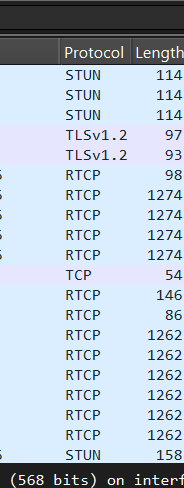 Protocol Length
STUN 114
STUN 114
STUN 114
TLSv1.2 97
TLSv1.2 93
RTCP 98
RTCP 1274
RTCP 1274
RTCP 1274
RTCP 1274
TCP 54
RTCP 146
RTCP 86
RTCP 1262
RTCP 1262
RTCP 1262
RTCP 1262
RTCP 1262
STUN 158
(568 bits) on interf